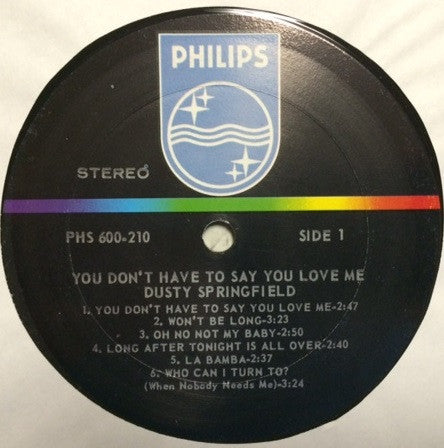 PHILIPS
STEREO
PHS 600-210 SIDE 1
YOU DON'T HAVE TO SAY YOU LOVE ME
DUSTY SPRINGFIELD
1. YOU DON'T HAVE TO SAY YOU LOVE ME-2:47
2. WON'T BE LONG-3:23
3. OH NO NOT MY BABY-2:50
4. LONG AFTER TONIGHT IS ALL OVER-2:40
5. LA BAMBA-2:37
6. WHO CAN I TURN TO?
(When Nobody Needs Me)-3:24